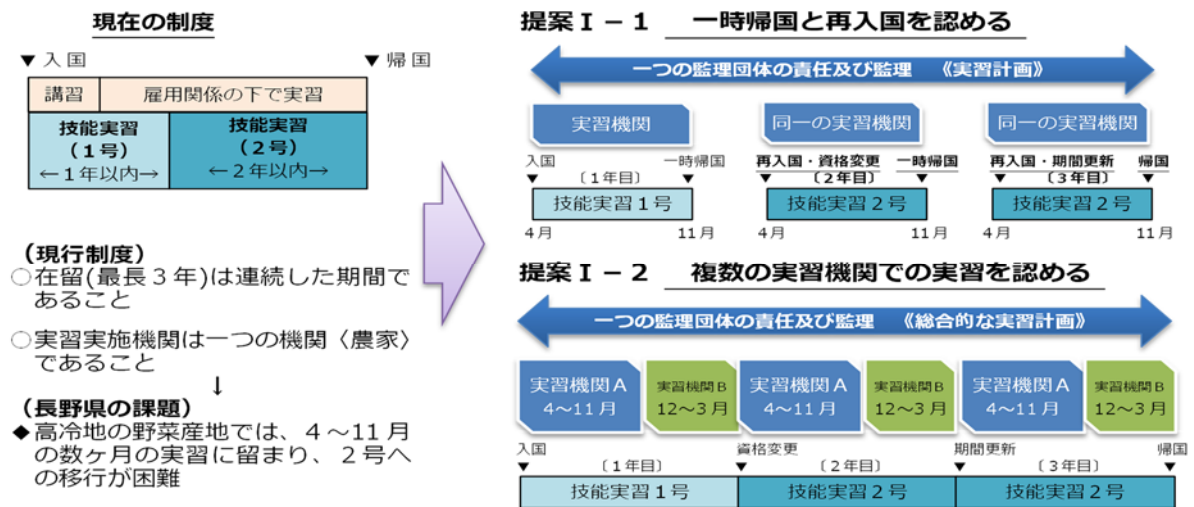 現在の制度
▼入国 ▼帰国
講習 雇用関係の下で実習
技能実習
(1号)
←1年以内→
技能実習
(2号)
←2年以内→
(現行制度)
○在留(最長3年)は連続した期間で
あること
○実習実施機関は一つの機関〈農家〉
であること
↓
(長野県の課題)
◆高冷地の野菜産地では、4~11月
の数ヶ月の実習に留まり、2号へ
の移行が困難
提案Ⅰ-1 一時帰国と再入国を認める
一つの監理団体の責任及び監理 《実習計画》
実習機関 同一の実習機関 同一の実習機関
入国 一時帰国 再入国・資格変更 一時帰国 再入国・期間更新 帰国
▼ 〔1年目〕 ▼ ▼ 〔2年目〕 ▼ ▼ 〔3年目〕 ▼
技能実習1号 技能実習2号 技能実習2号
4月 11月 4月 11月 4月 11月
提案Ⅰ-2 複数の実習機関での実習を認める
一つの監理団体の責任及び監理 《総合的な実習計画》
実習機関A 実習機関B 実習機関A 実習機関B 実習機関A 実習機関B
4~11月 12~3月 4~11月 12~3月 4~11月 12~3月
入国 資格変更 期間更新 帰国
▼ 〔1年目〕 ▼ 〔2年目〕 ▼ 〔3年目〕 ▼
技能実習1号 技能実習2号 技能実習2号